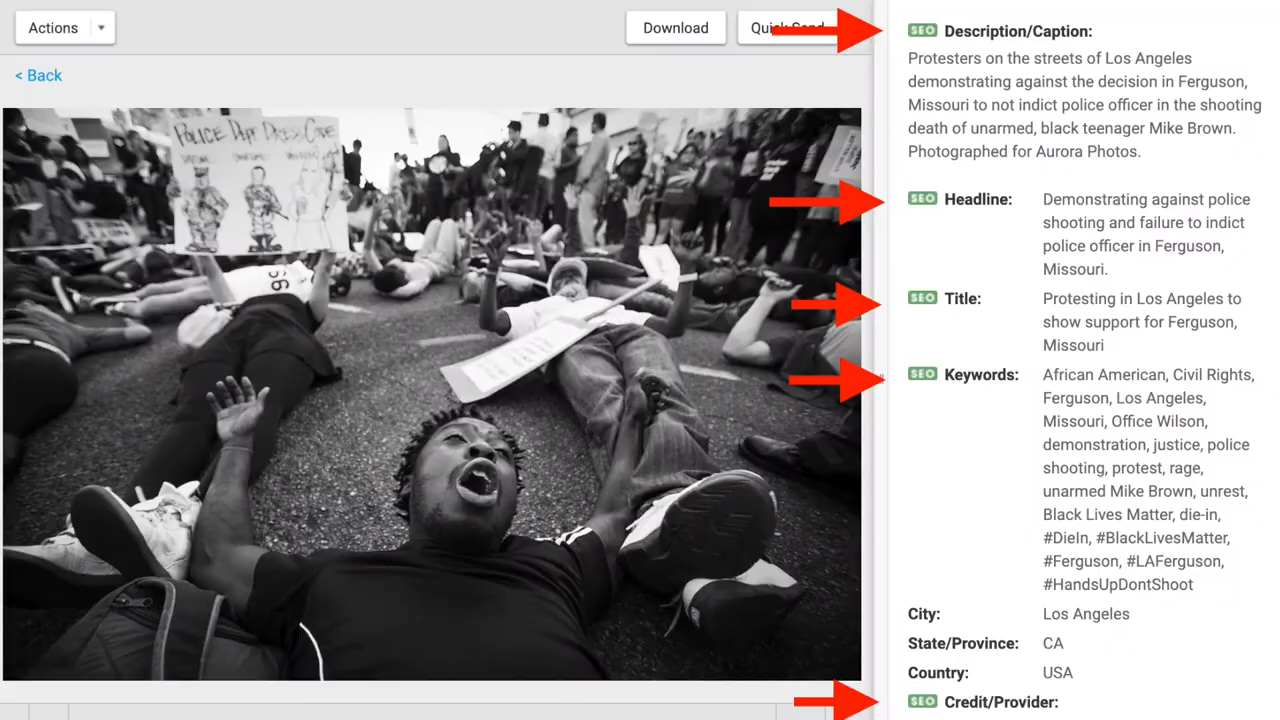 Actions
Download
Quick Send
< Back
POLICE DEPT DRESS CODE
SEO Description/Caption:
Protesters on the streets of Los Angeles
demonstrating against the decision in Ferguson,
Missouri to not indict police officer in the shooting
death of unarmed, black teenager Mike Brown.
Photographed for Aurora Photos.
SEO Headline:
Demonstrating against police
shooting and failure to indict
police officer in Ferguson,
Missouri.
SEO Title:
Protesting in Los Angeles to
show support for Ferguson,
Missouri
SEO Keywords:
African American, Civil Rights,
Ferguson, Los Angeles,
Missouri, Office Wilson,
demonstration, justice, police
shooting, protest, rage,
unarmed Mike Brown, unrest,
Black Lives Matter, die-in,
#DieIn, #BlackLivesMatter,
#Ferguson, #LAFerguson,
#HandsUpDontShoot
City: Los Angeles
State/Province: CA
Country: USA
SEO Credit/Provider: